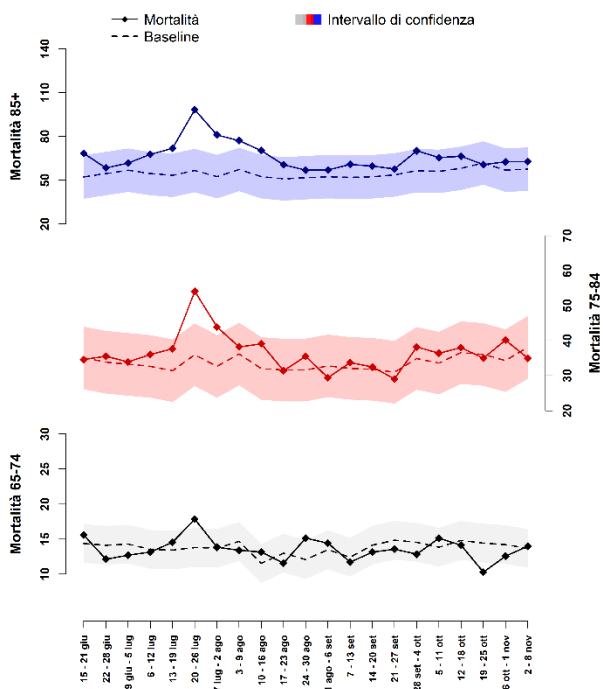 Mortalità
Baseline
Intervallo di confidenza
Mortalità 85+
140
110
80
50
20
Mortalità 75-84
70
60
50
40
30
20
Mortalità 65-74
30
25
20
15
10
15 - 21 giu
22 - 28 giu
9 giu - 5 lug
6 - 12 lug
13 - 19 lug
20 - 26 lug
7 lug - 2 ago
3 - 9 ago
10 - 16 ago
17 - 23 ago
24 - 30 ago
1 ago - 6 set
7 - 13 set
14 - 20 set
21 - 27 set
28 set - 4 ott
5 - 11 ott
12 - 18 ott
19 - 25 ott
6 ott - 1 nov
2 - 8 nov